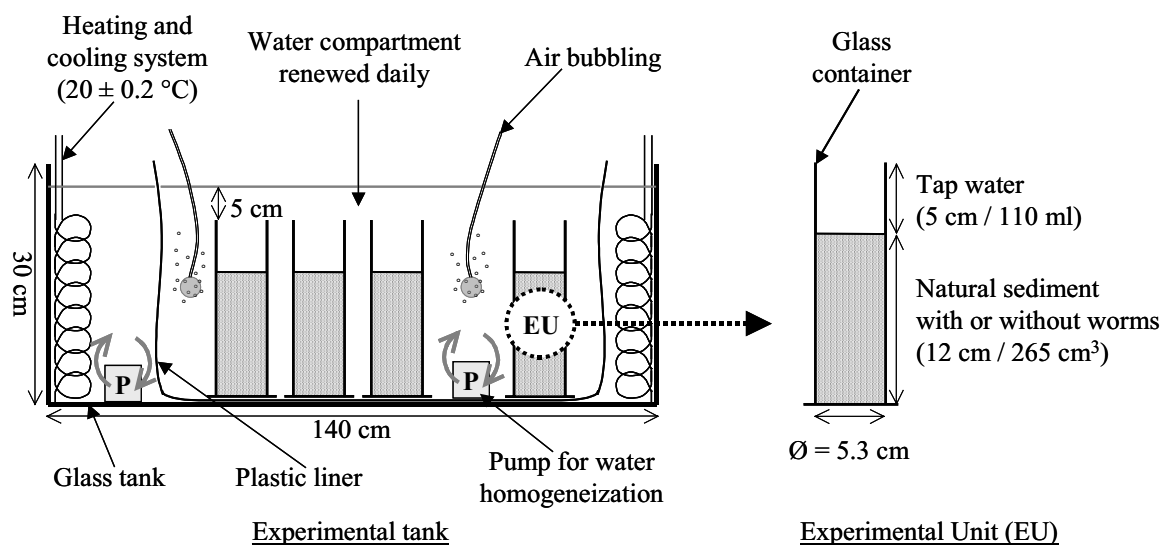 Heating and
cooling system
(20 ± 0.2 °C)
Water compartment
renewed daily
Air bubbling
5 cm
30 cm
EU
P
P
140 cm
Glass tank
Plastic liner
Pump for water
homogeneization
Experimental tank
Glass
container
Tap water
(5 cm / 110 ml)
Natural sediment
with or without worms
(12 cm / 265 cm³)
Ø = 5.3 cm
Experimental Unit (EU)